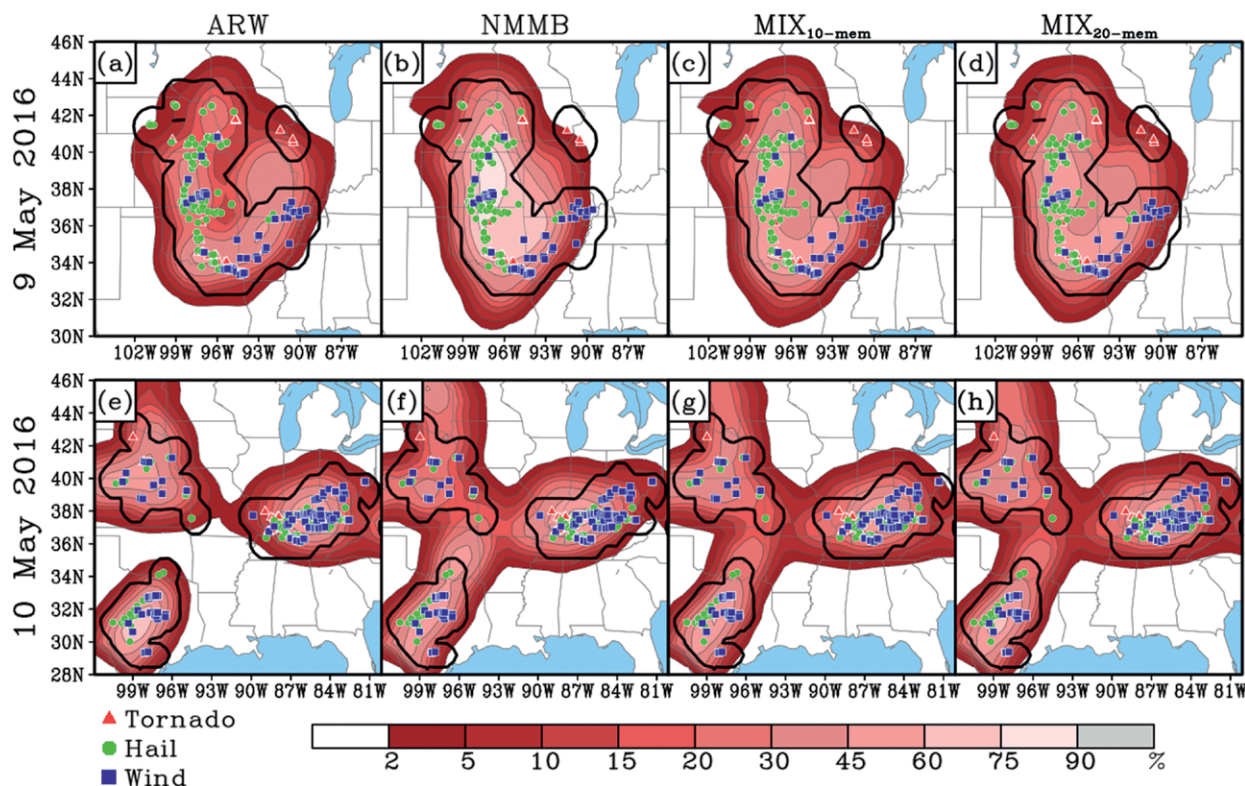 ARW NMMB MIX10-mem MIX20-mem
9 May 2016
46N
44N
42N
40N
38N
36N
34N
32N
30N
(a) (b) (c) (d)
102W 99W 96W 93W 90W 87W 102W 99W 96W 93W 90W 87W 102W 99W 96W 93W 90W 87W 102W 99W 96W 93W 90W 87W
10 May 2016
46N
44N
42N
40N
38N
36N
34N
32N
30N
28N
(e) (f) (g) (h)
99W 96W 93W 90W 87W 84W 81W 99W 96W 93W 90W 87W 84W 81W 99W 96W 93W 90W 87W 84W 81W 99W 96W 93W 90W 87W 84W 81W
Tornado
Hail
Wind
2 5 10 15 20 30 45 60 75 90 %